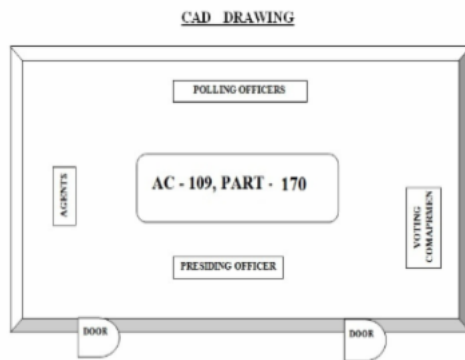 CAD DRAWING
POLLING OFFICERS
AGENTS
AC - 109, PART - 170
VOTING
COMAPRMEN
PRESIDING OFFICER
DOOR
DOOR